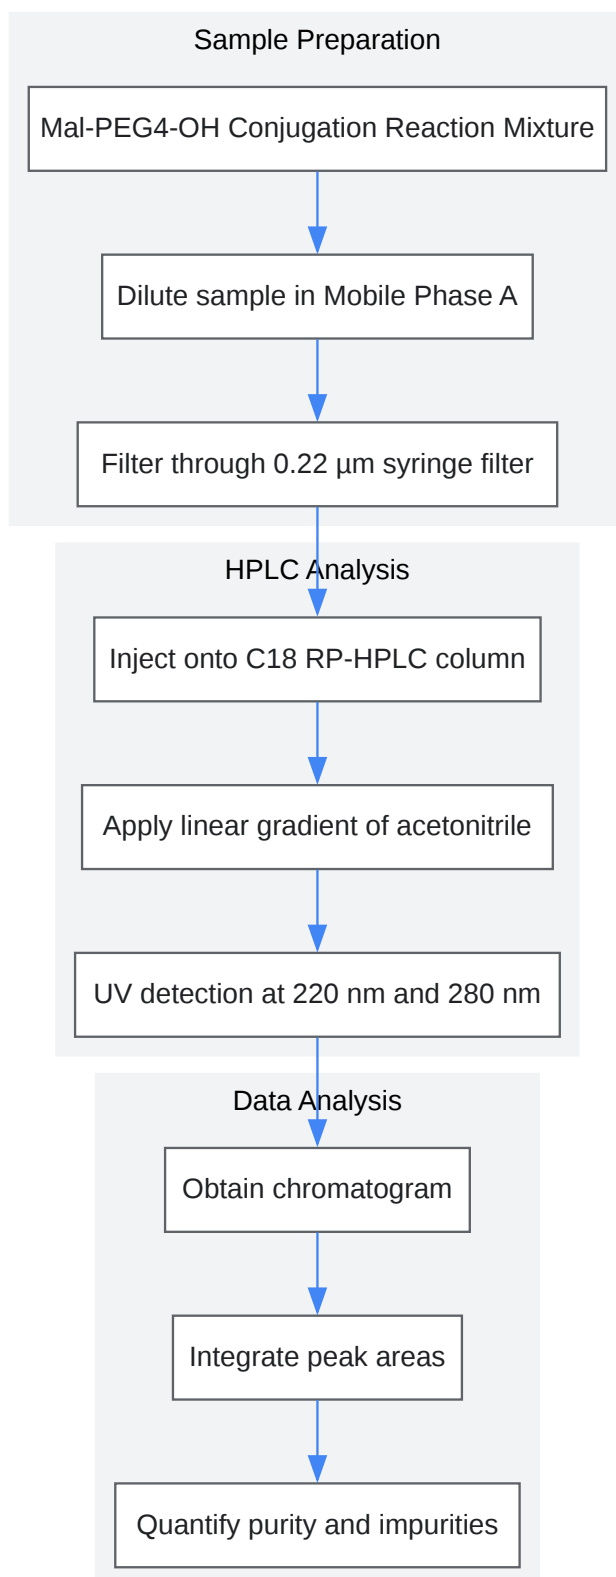 Sample Preparation
Mal-PEG4-OH Conjugation Reaction Mixture
Dilute sample in Mobile Phase A
Filter through 0.22 µm syringe filter
HPLC Analysis
Inject onto C18 RP-HPLC column
Apply linear gradient of acetonitrile
UV detection at 220 nm and 280 nm
Data Analysis
Obtain chromatogram
Integrate peak areas
Quantify purity and impurities